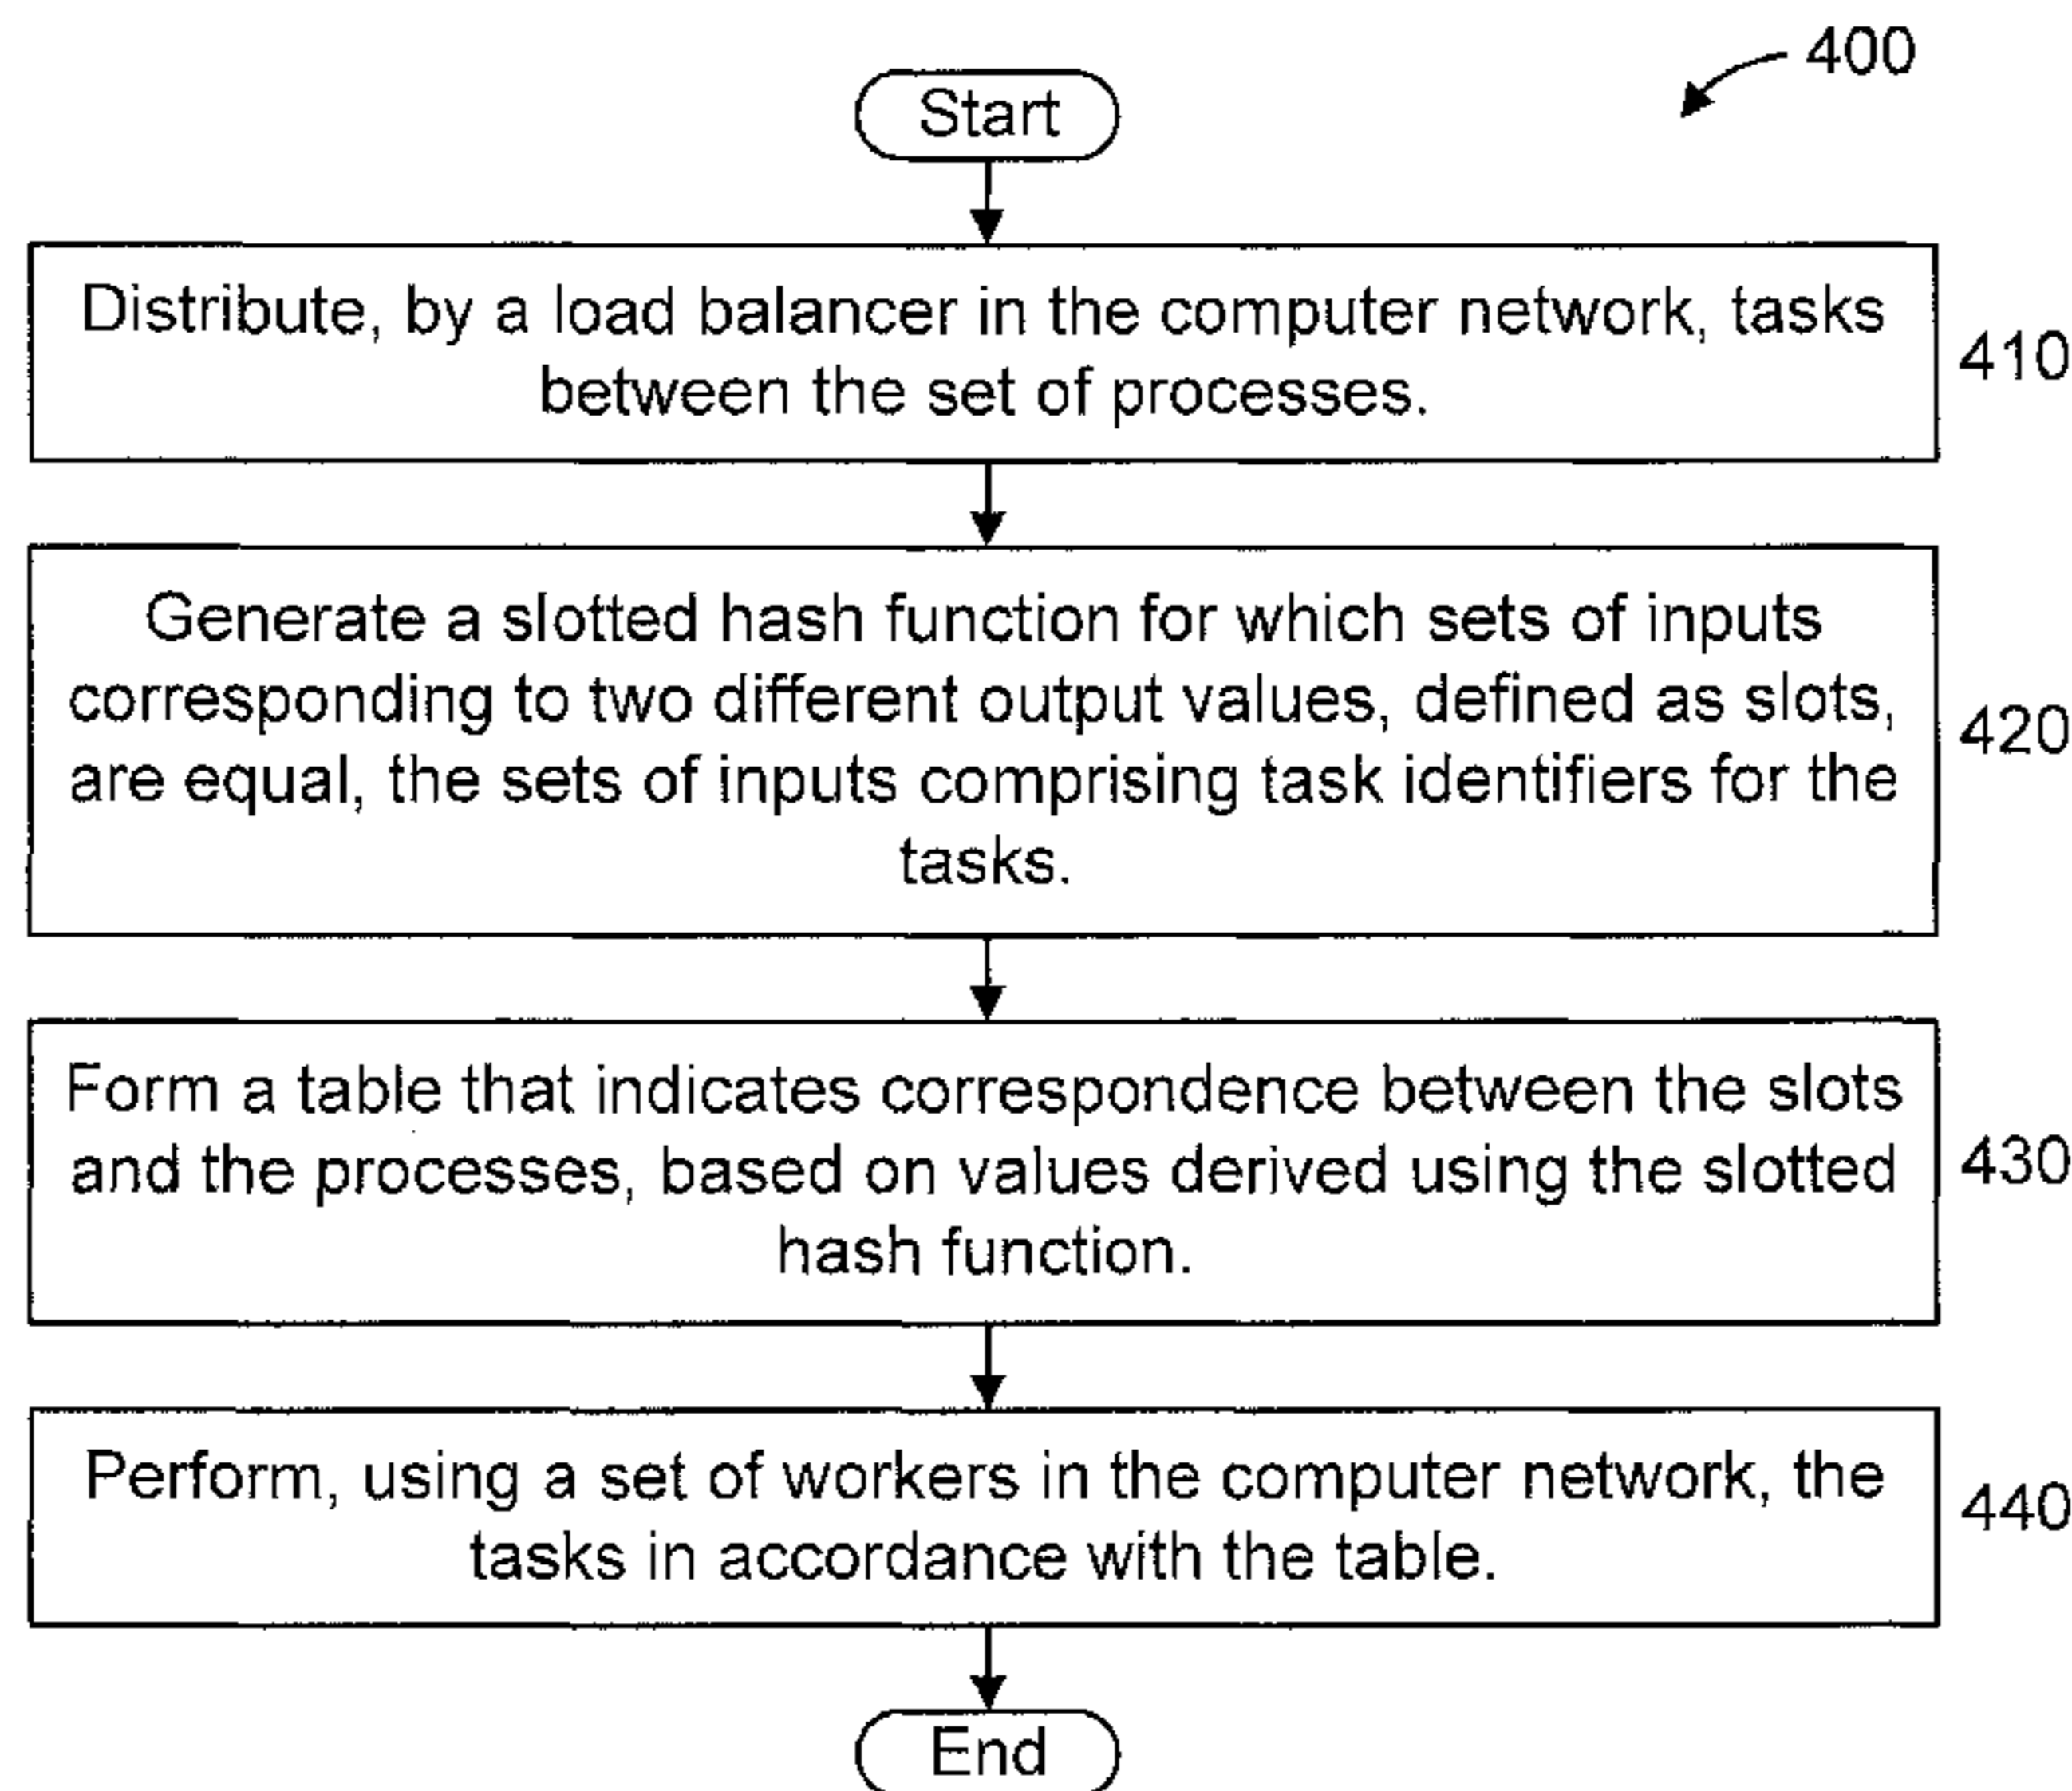 400
Start
Distribute, by a load balancer in the computer network, tasks
between the set of processes.
410
Generate a slotted hash function for which sets of inputs
corresponding to two different output values, defined as slots,
are equal, the sets of inputs comprising task identifiers for the
tasks.
420
Form a table that indicates correspondence between the slots
and the processes, based on values derived using the slotted
hash function.
430
Perform, using a set of workers in the computer network, the
tasks in accordance with the table.
440
End